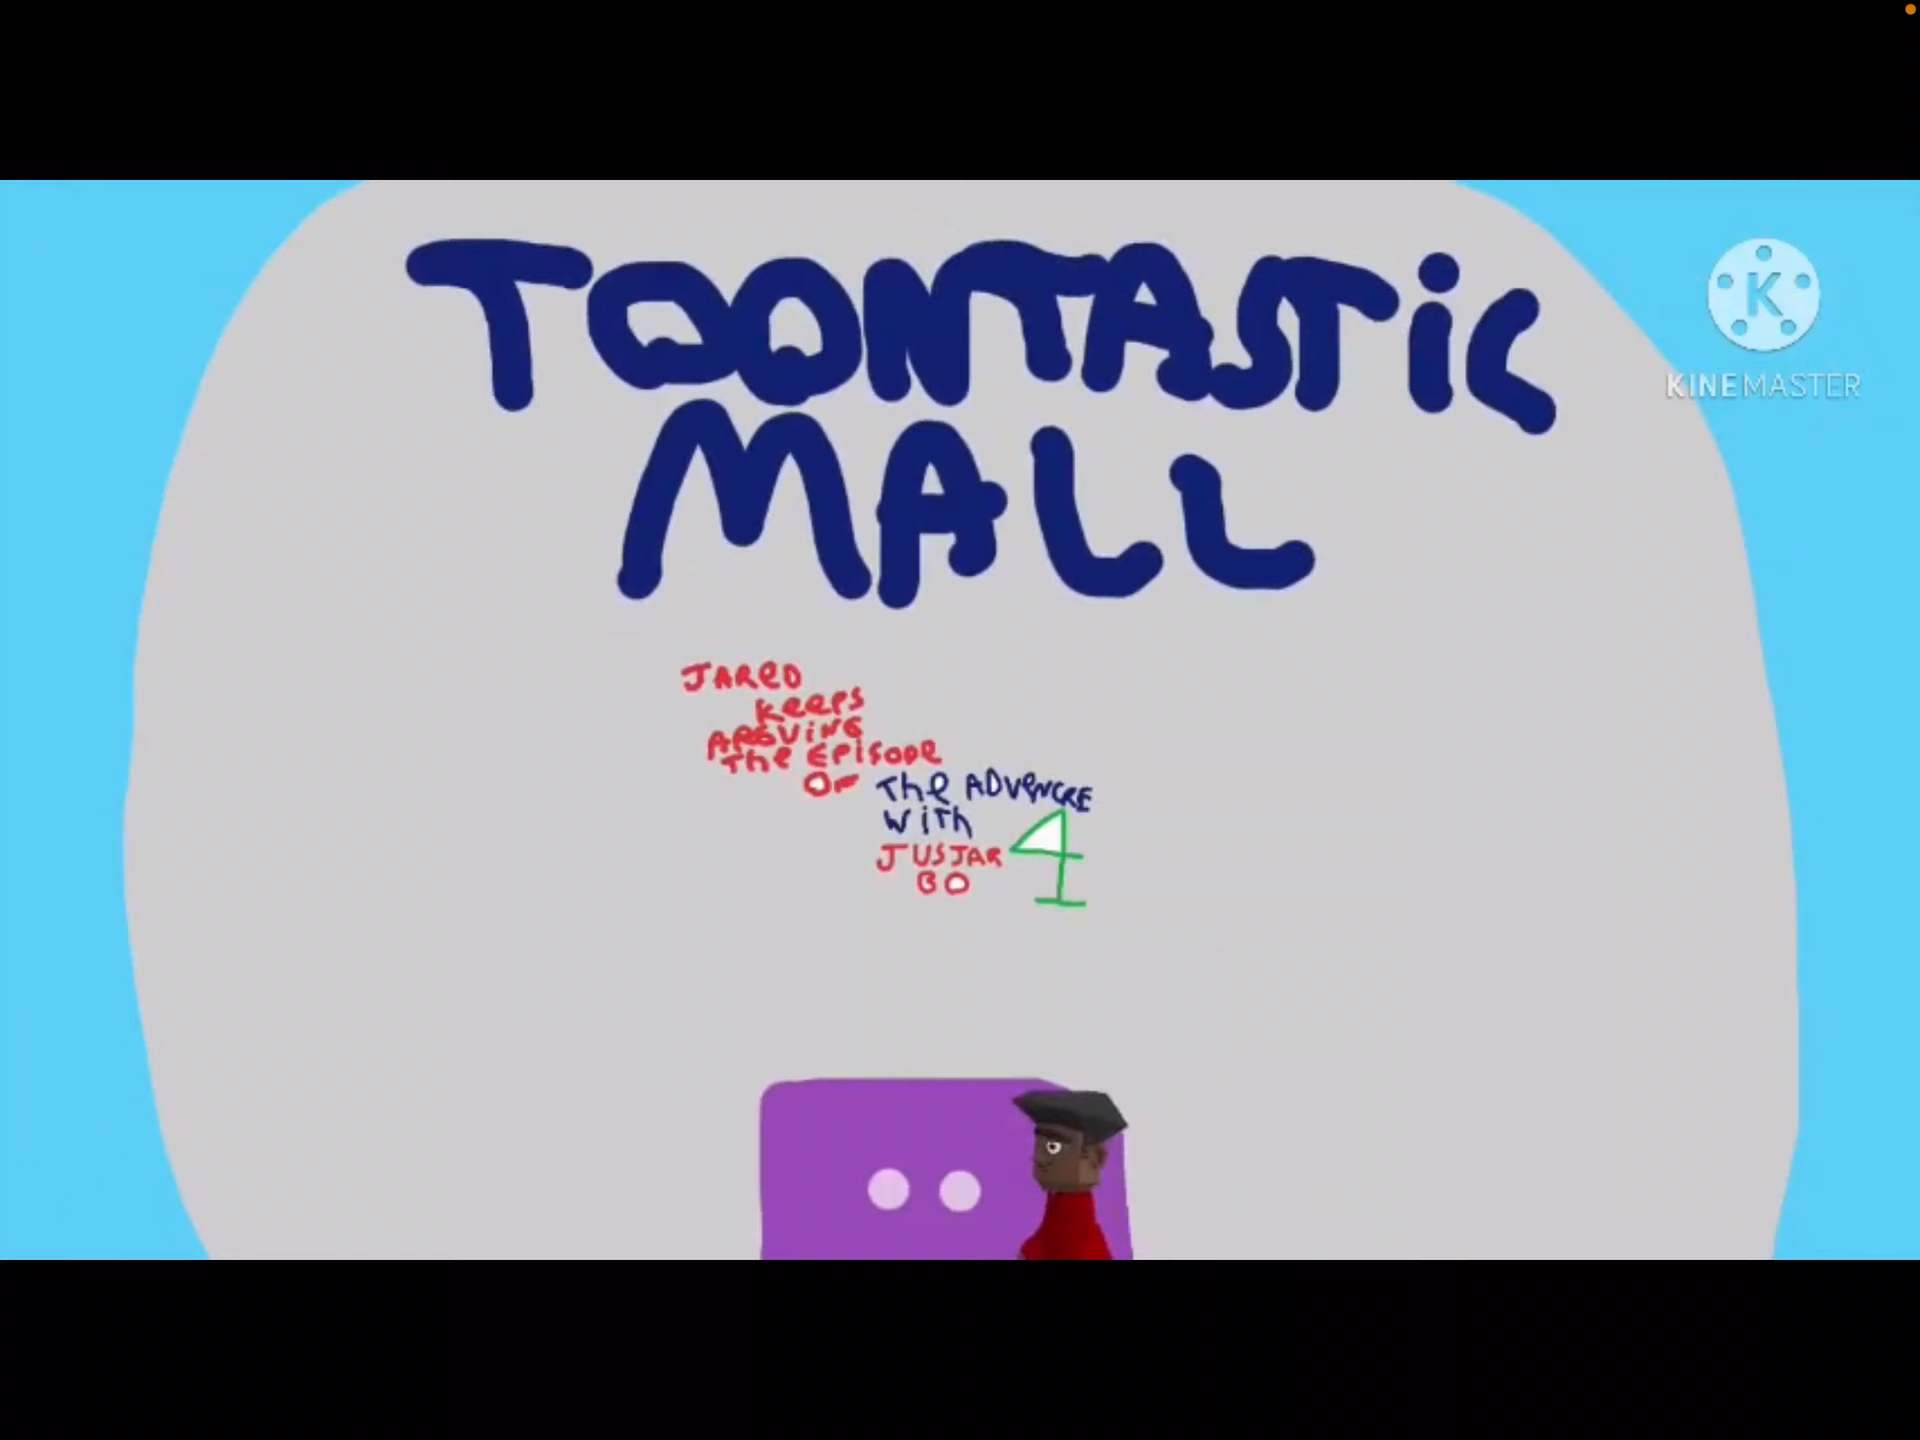 TOONTASTiC
MALL
K
KINEMASTER
JAReD
KeePS
ARGUiNG
The EPiSODe
OF
The ADVENCRE
WiTh
JUSJAR
BO
4